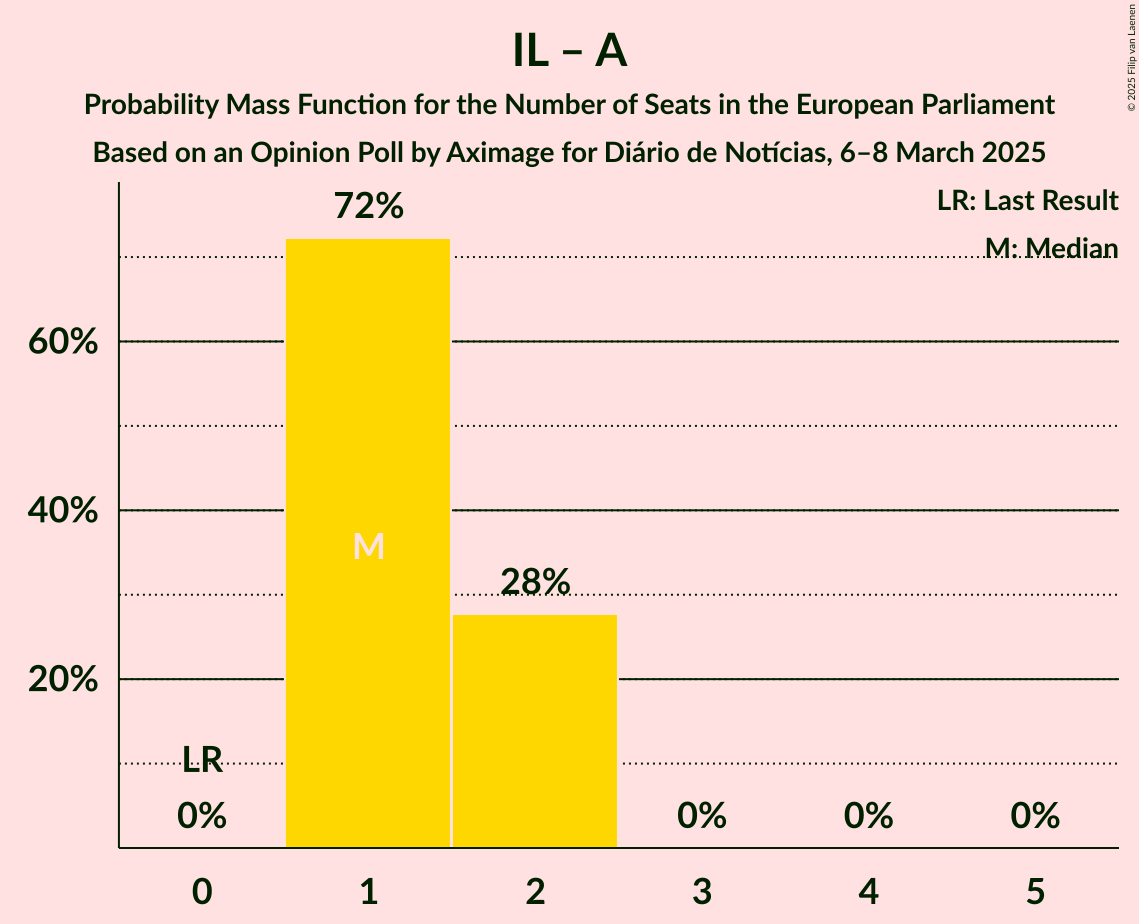 IL – A
Probability Mass Function for the Number of Seats in the European Parliament
Based on an Opinion Poll by Aximage for Diário de Notícias, 6–8 March 2025
© 2025 Filip van Laenen
LR: Last Result
M: Median
72%
60%
40%
20%
M
28%
LR
0%
0%
0%
0%
0
1
2
3
4
5